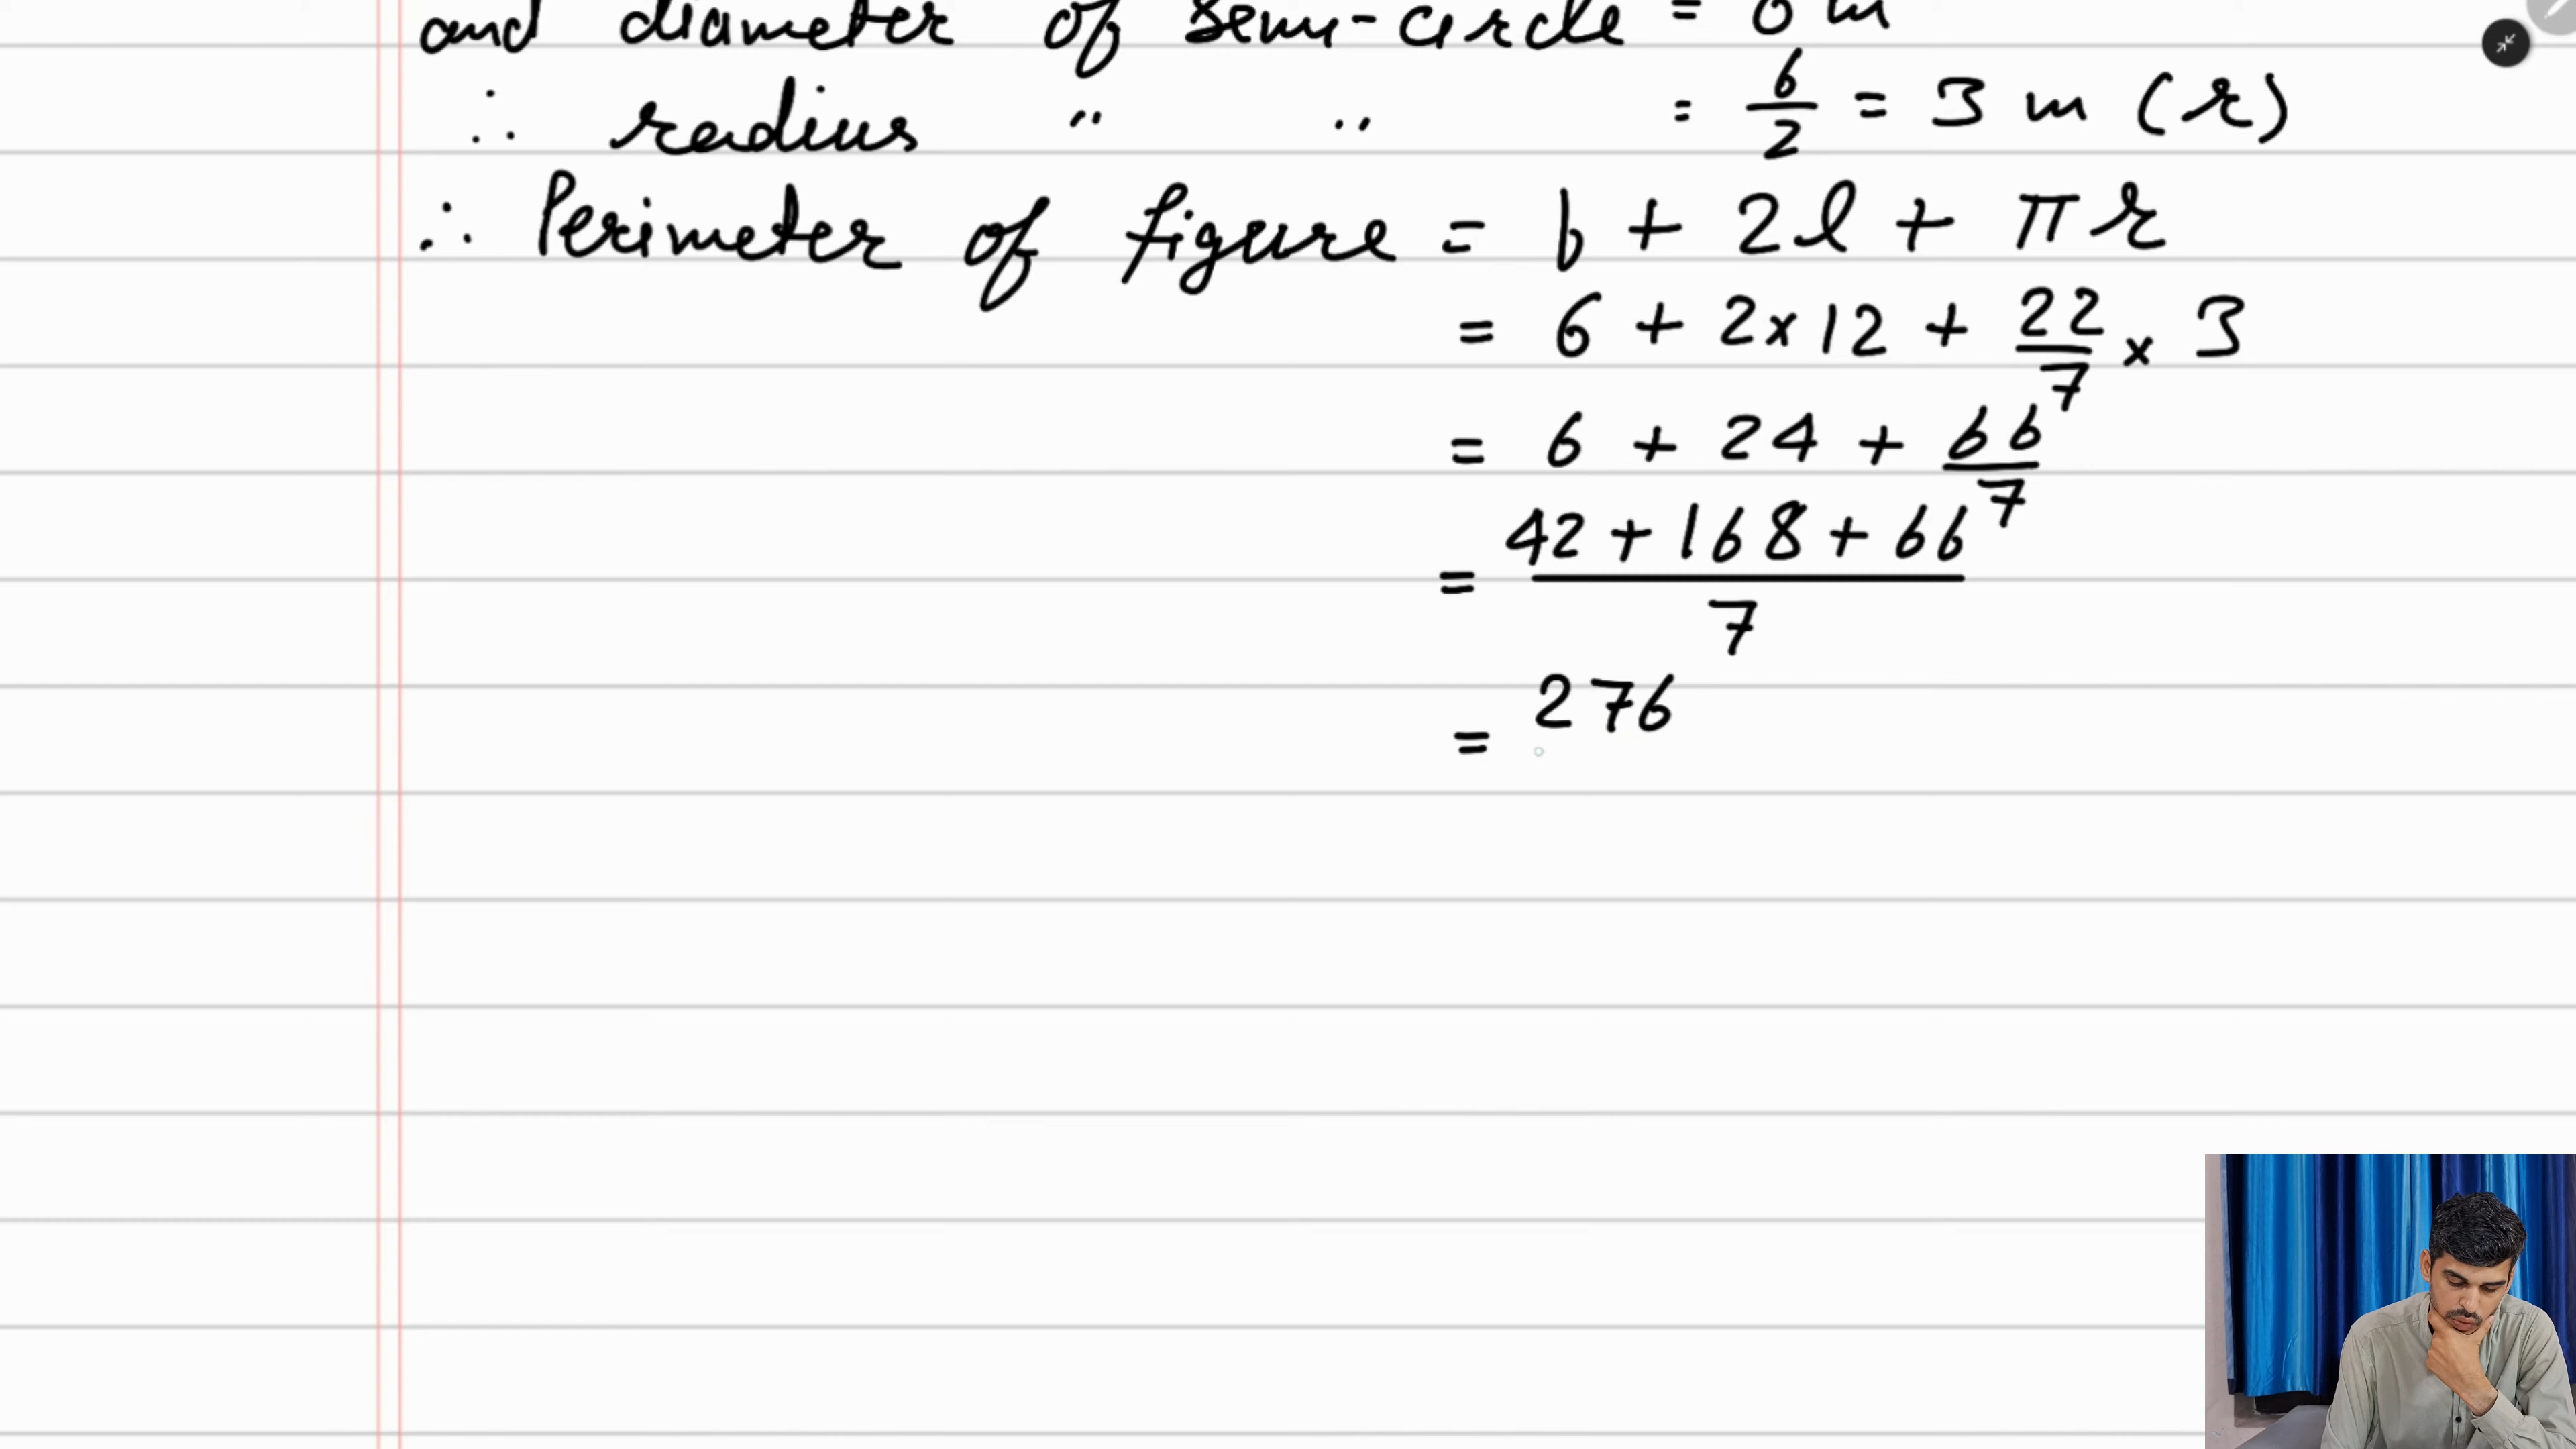 and diameter of semi-circle = 6 m
∴ radius " " = 6/2 = 3 m (r)
∴ Perimeter of figure = b + 2l + πr
= 6 + 2×12 + 22/7 × 3
= 6 + 24 + 66/7
= 42 + 168 + 66 / 7
= 276